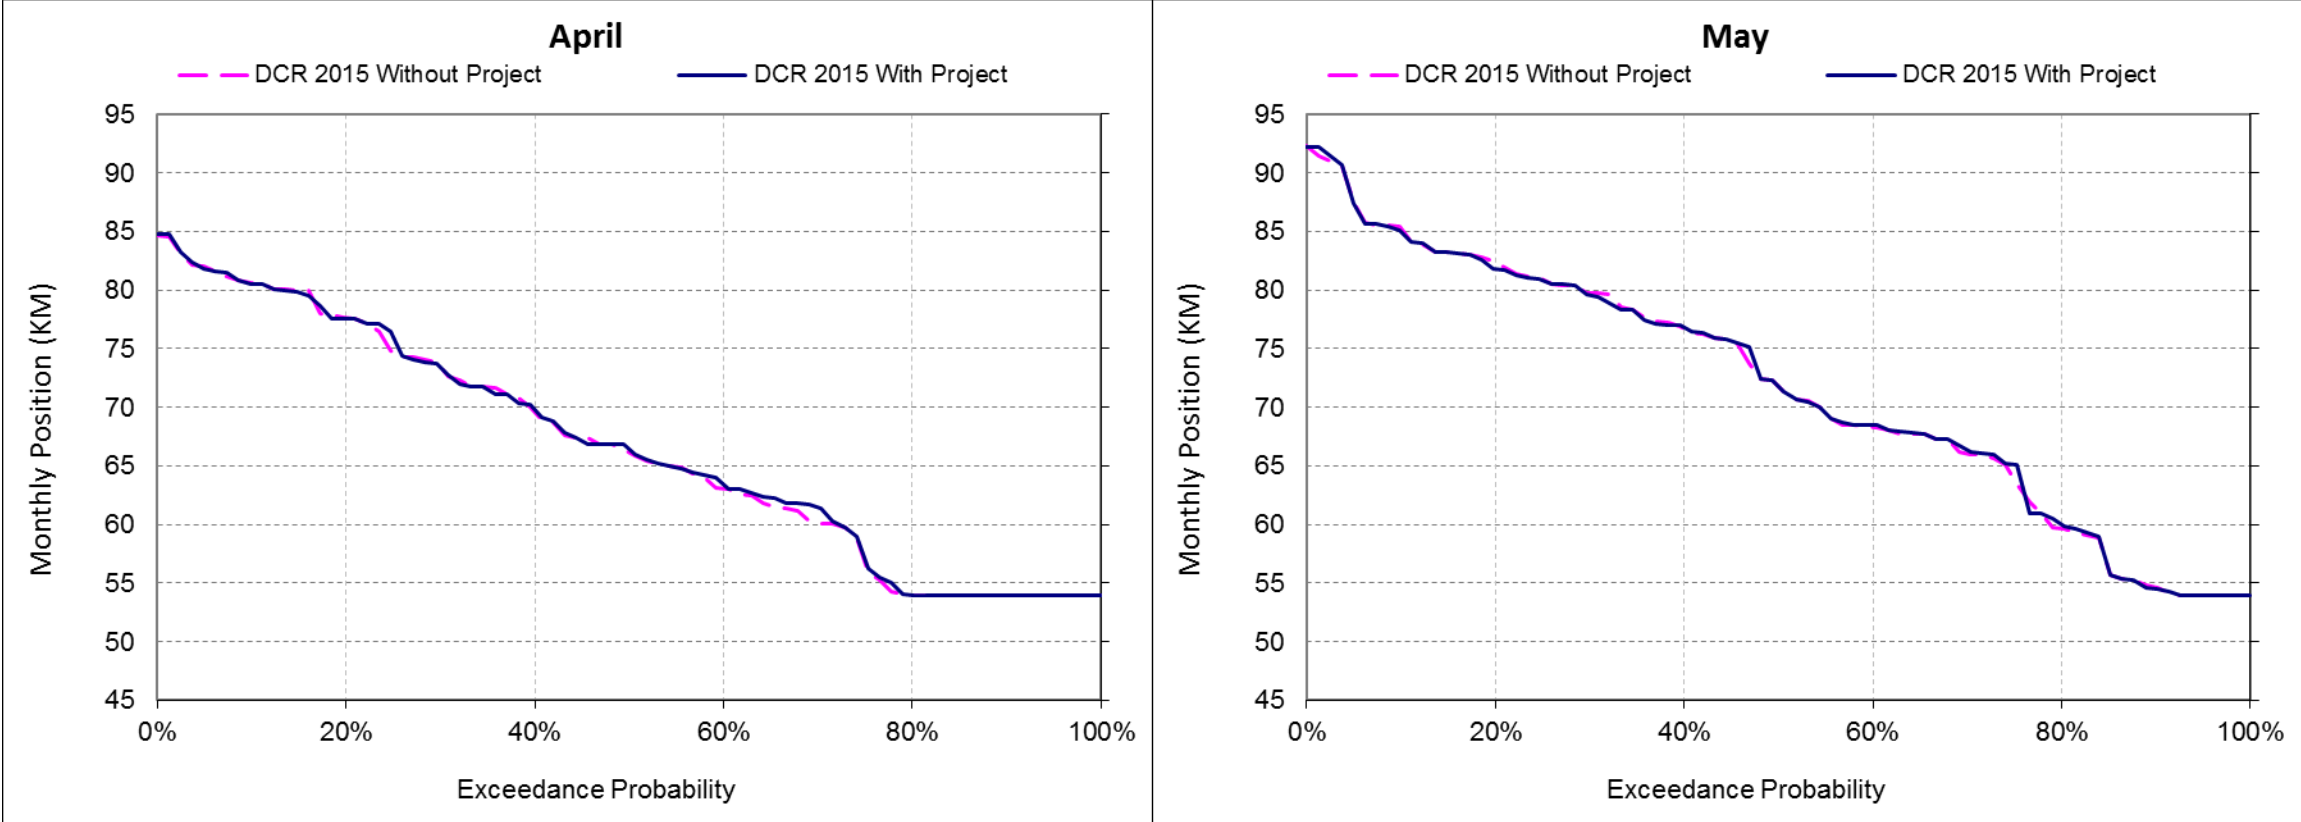 April
DCR 2015 Without Project DCR 2015 With Project
95
90
85
80
75
70
65
60
55
50
45
0% 20% 40% 60% 80% 100%
Monthly Position (KM)
Exceedance Probability
May
DCR 2015 Without Project DCR 2015 With Project
95
90
85
80
75
70
65
60
55
50
45
0% 20% 40% 60% 80% 100%
Monthly Position (KM)
Exceedance Probability